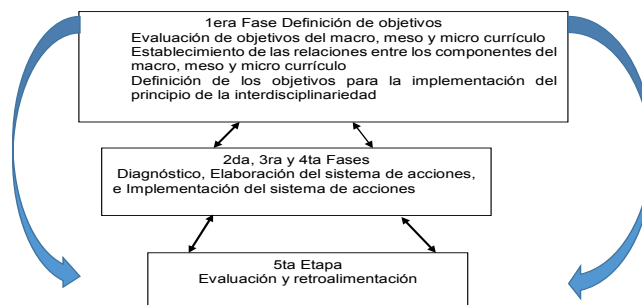 1era Fase Definición de objetivos
Evaluación de objetivos del macro, meso y micro currículo
Establecimiento de las relaciones entre los componentes del
macro, meso y micro currículo
Definición de los objetivos para la implementación del
principio de la interdisciplinariedad
2da, 3ra y 4ta Fases
Diagnóstico, Elaboración del sistema de acciones,
e Implementación del sistema de acciones
5ta Etapa
Evaluación y retroalimentación